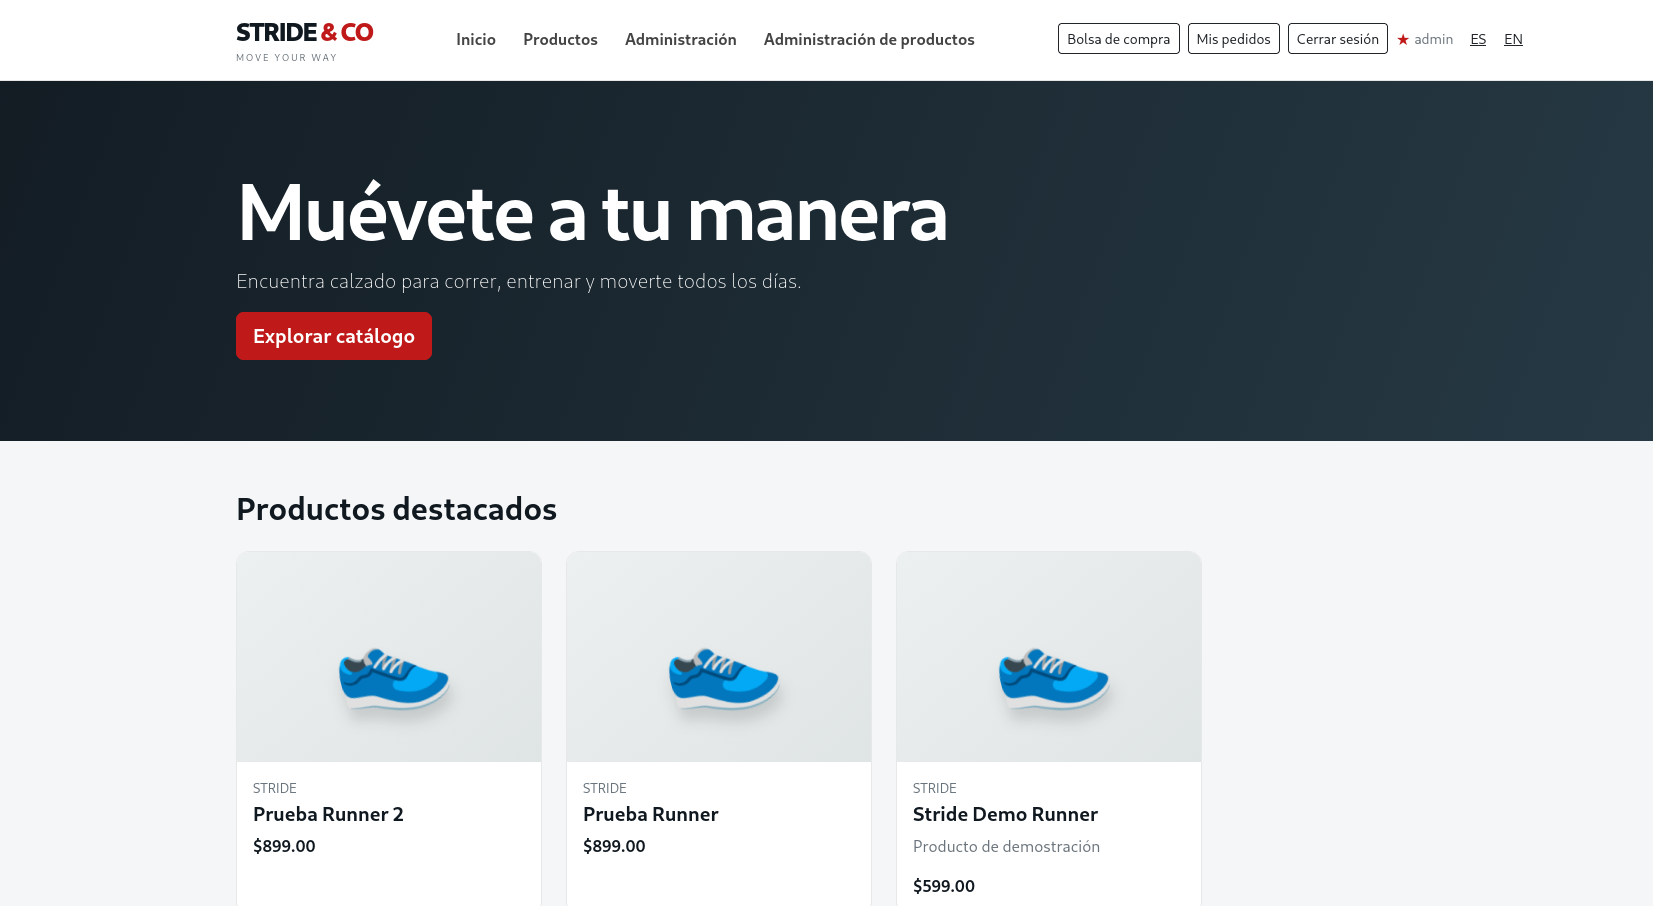 STRIDE & CO
MOVE YOUR WAY
Inicio Productos Administración Administración de productos
Bolsa de compra Mis pedidos Cerrar sesión ★ admin ES EN
Muévete a tu manera
Encuentra calzado para correr, entrenar y moverte todos los días.
Explorar catálogo
Productos destacados
STRIDE
Prueba Runner 2
$899.00
STRIDE
Prueba Runner
$899.00
STRIDE
Stride Demo Runner
Producto de demostración
$599.00